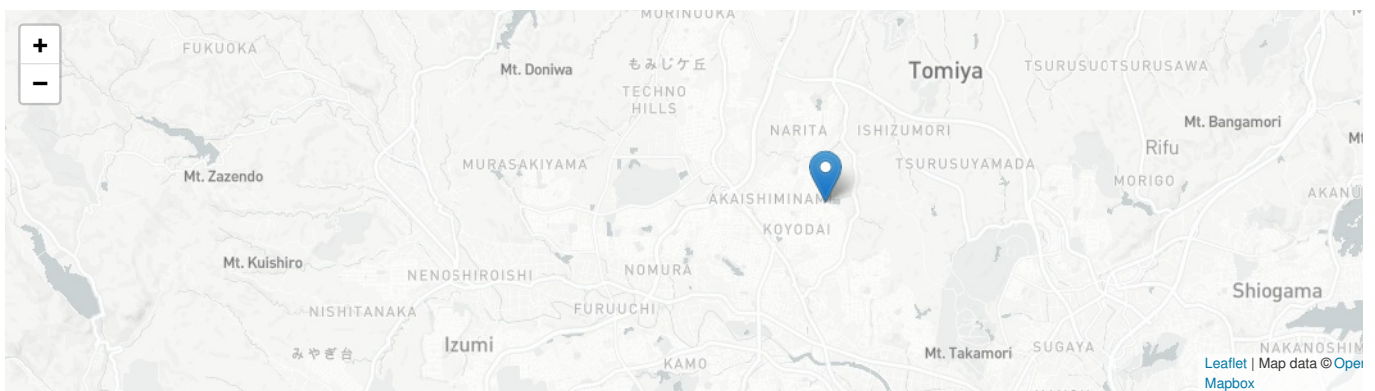 MORINOOKA
+
FUKUOKA
−
Mt. Doniwa
もみじケ丘
Tomiya
TSURUSUOTSURUSAWA
TECHNO
HILLS
Mt. Bangamori
NARITA
ISHIZUMORI
Mt
Rifu
MURASAKIYAMA
TSURUSUYAMADA
Mt. Zazendo
MORIGO
AKAISHIMINAM
AKANU
KOYODAI
Mt. Kuishiro
NENOSHIROISHI
NOMURA
Shiogama
NISHITANAKA
FURUUCHI
Izumi
みやぎ台
Mt. Takamori
SUGAYA
NAKANOSHIM
KAMO
Leaflet | Map data © Oper
Mapbox